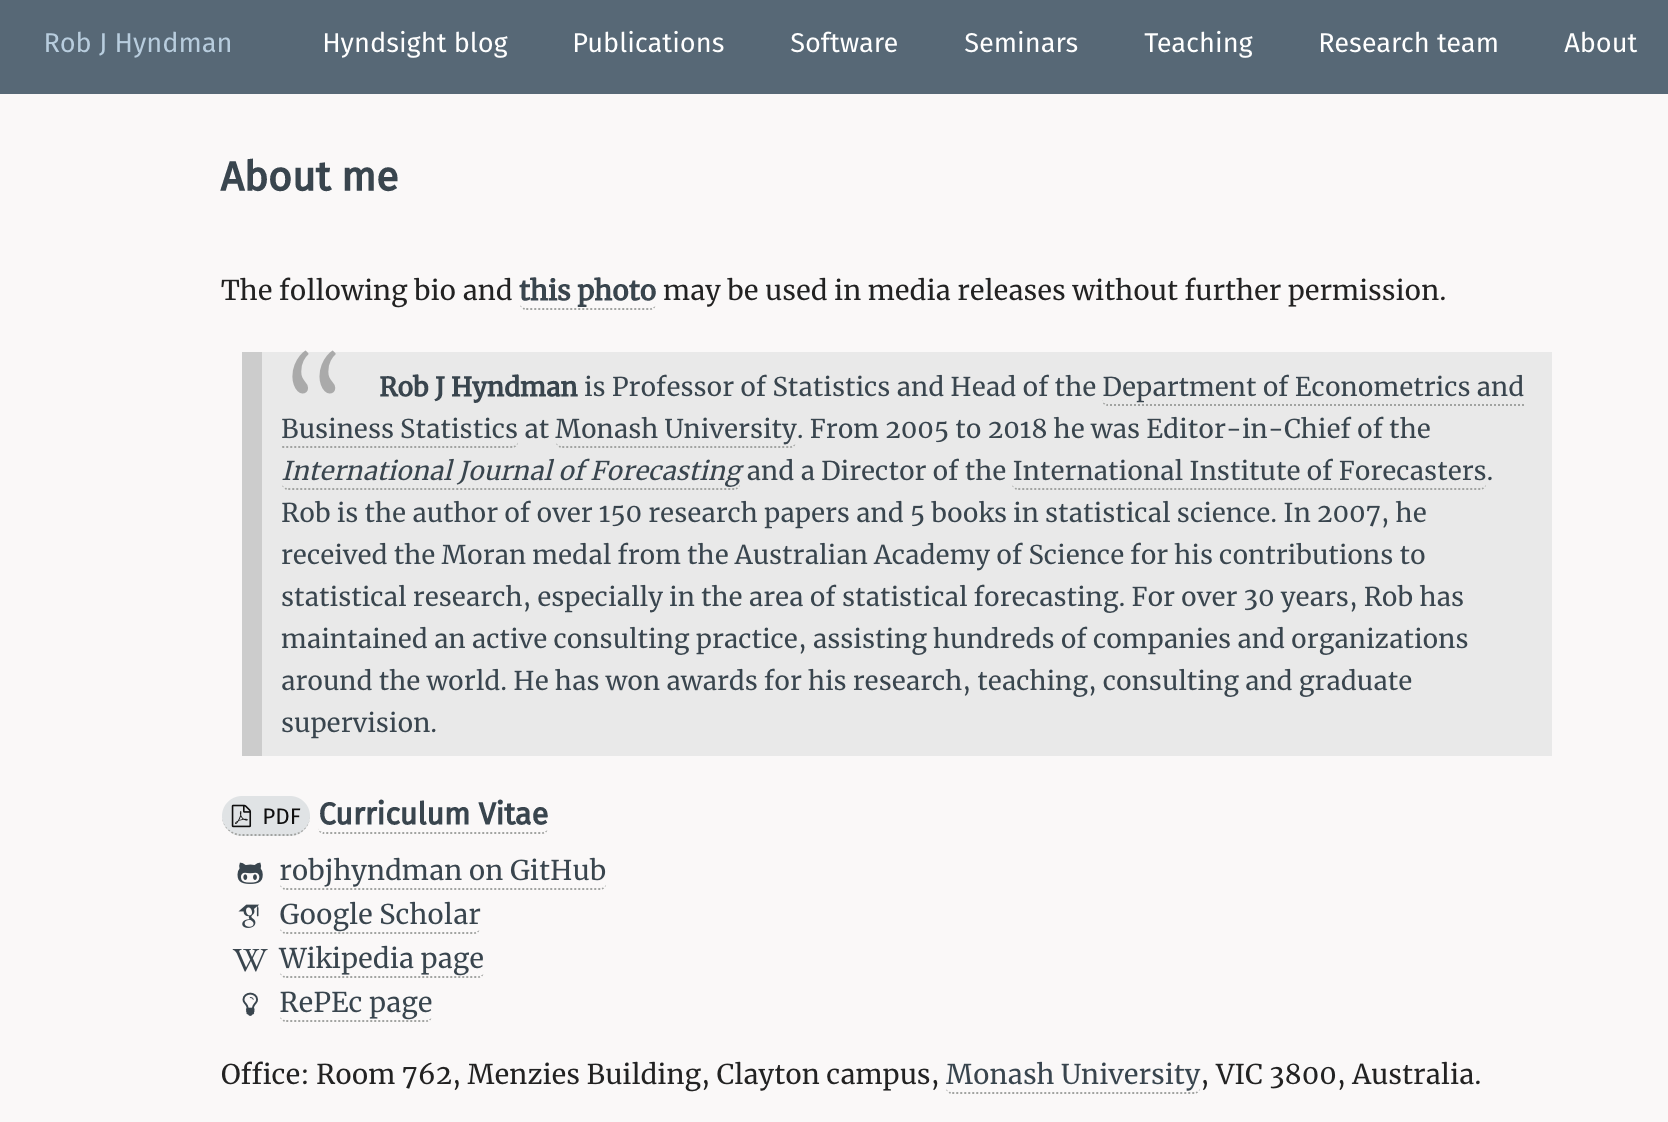 Rob J Hyndman Hyndsight blog Publications Software Seminars Teaching Research team About
About me
The following bio and this photo may be used in media releases without further permission.
“ Rob J Hyndman is Professor of Statistics and Head of the Department of Econometrics and
Business Statistics at Monash University. From 2005 to 2018 he was Editor-in-Chief of the
International Journal of Forecasting and a Director of the International Institute of Forecasters.
Rob is the author of over 150 research papers and 5 books in statistical science. In 2007, he
received the Moran medal from the Australian Academy of Science for his contributions to
statistical research, especially in the area of statistical forecasting. For over 30 years, Rob has
maintained an active consulting practice, assisting hundreds of companies and organizations
around the world. He has won awards for his research, teaching, consulting and graduate
supervision.
PDF Curriculum Vitae
robjhyndman on GitHub
Google Scholar
W Wikipedia page
RePEc page
Office: Room 762, Menzies Building, Clayton campus, Monash University, VIC 3800, Australia.